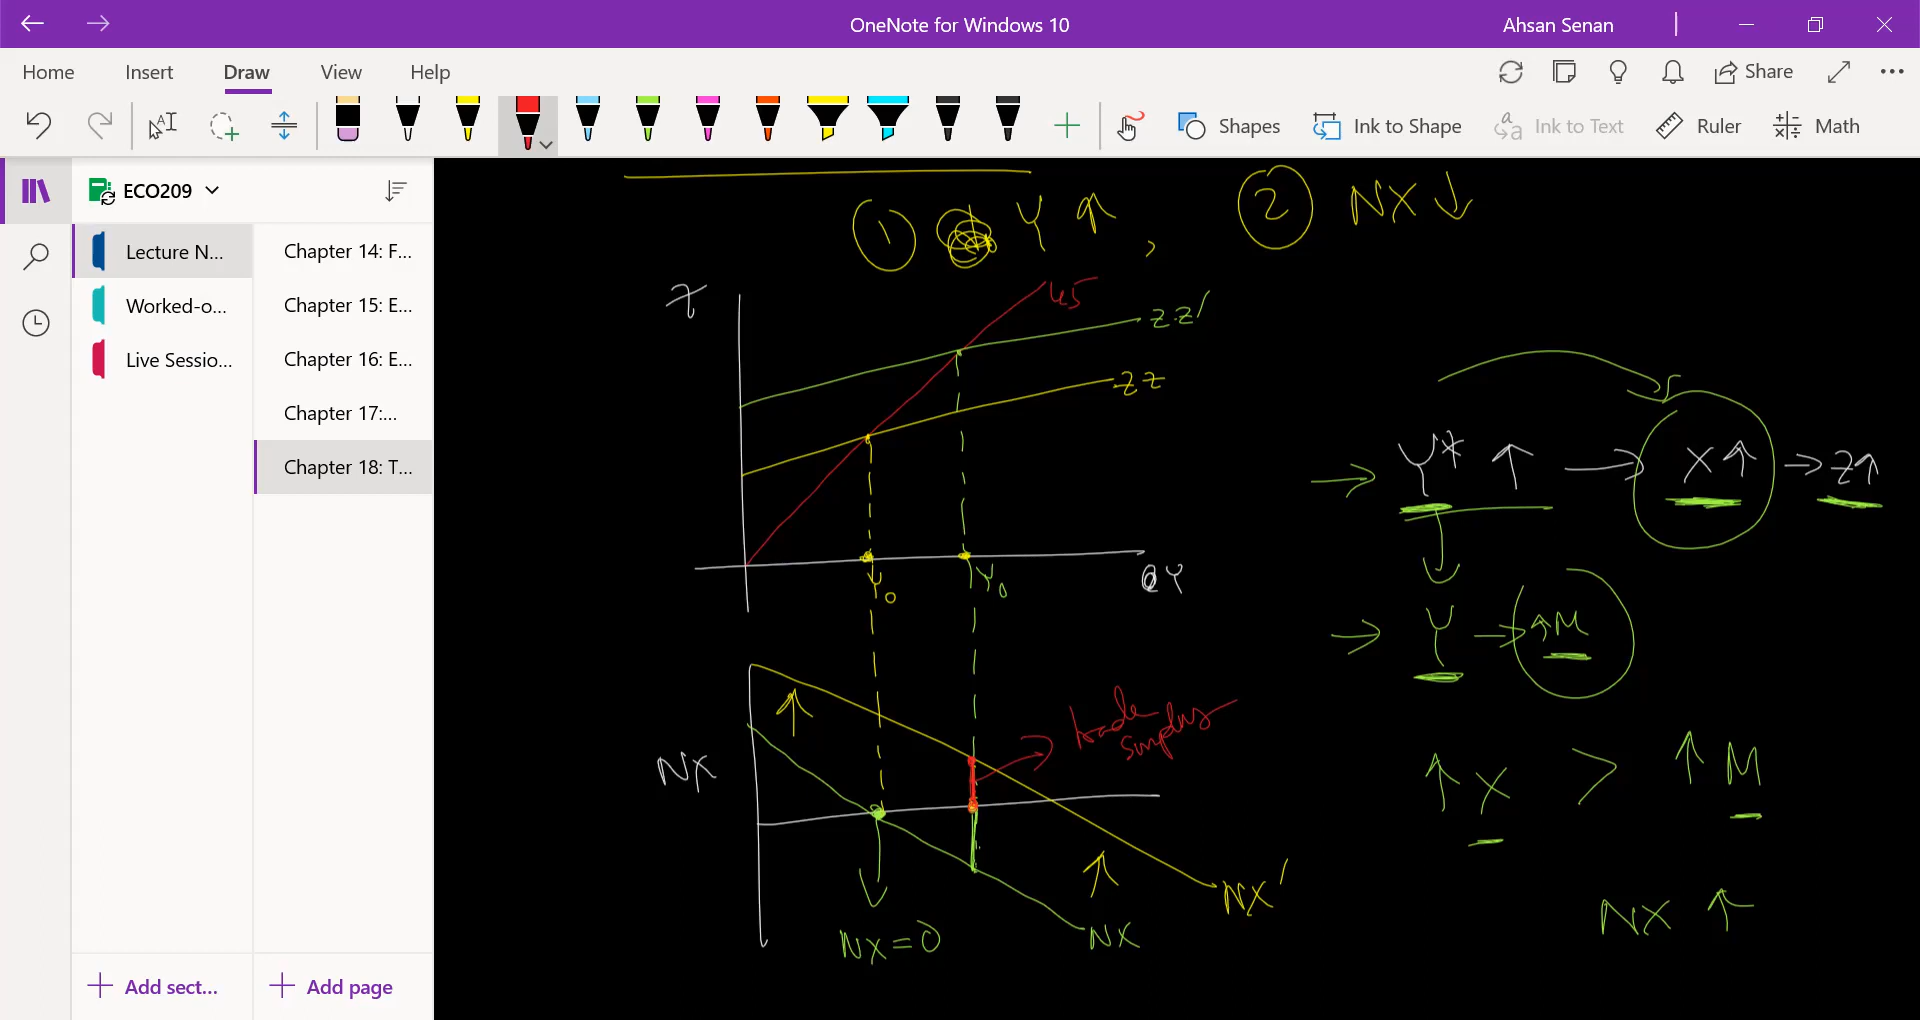 OneNote for Windows 10
Ahsan Senan
Home Insert Draw View Help
Share
Shapes Ink to Shape Ink to Text Ruler Math
ECO209
Lecture N...
Worked-o...
Live Sessio...
Chapter 14: F...
Chapter 15: E...
Chapter 16: E...
Chapter 17:...
Chapter 18: T...
Add sect...
Add page
① Y ↑ , ② NX ↓
Z
45
ZZ'
ZZ
Y₀
Y₀
Y
Y* ↑ → X ↑ → Z ↑
→ Y → ↑ M
NX
trade
surplus
↑ X > ↑ M
NX'
NX = 0
NX
NX ↑